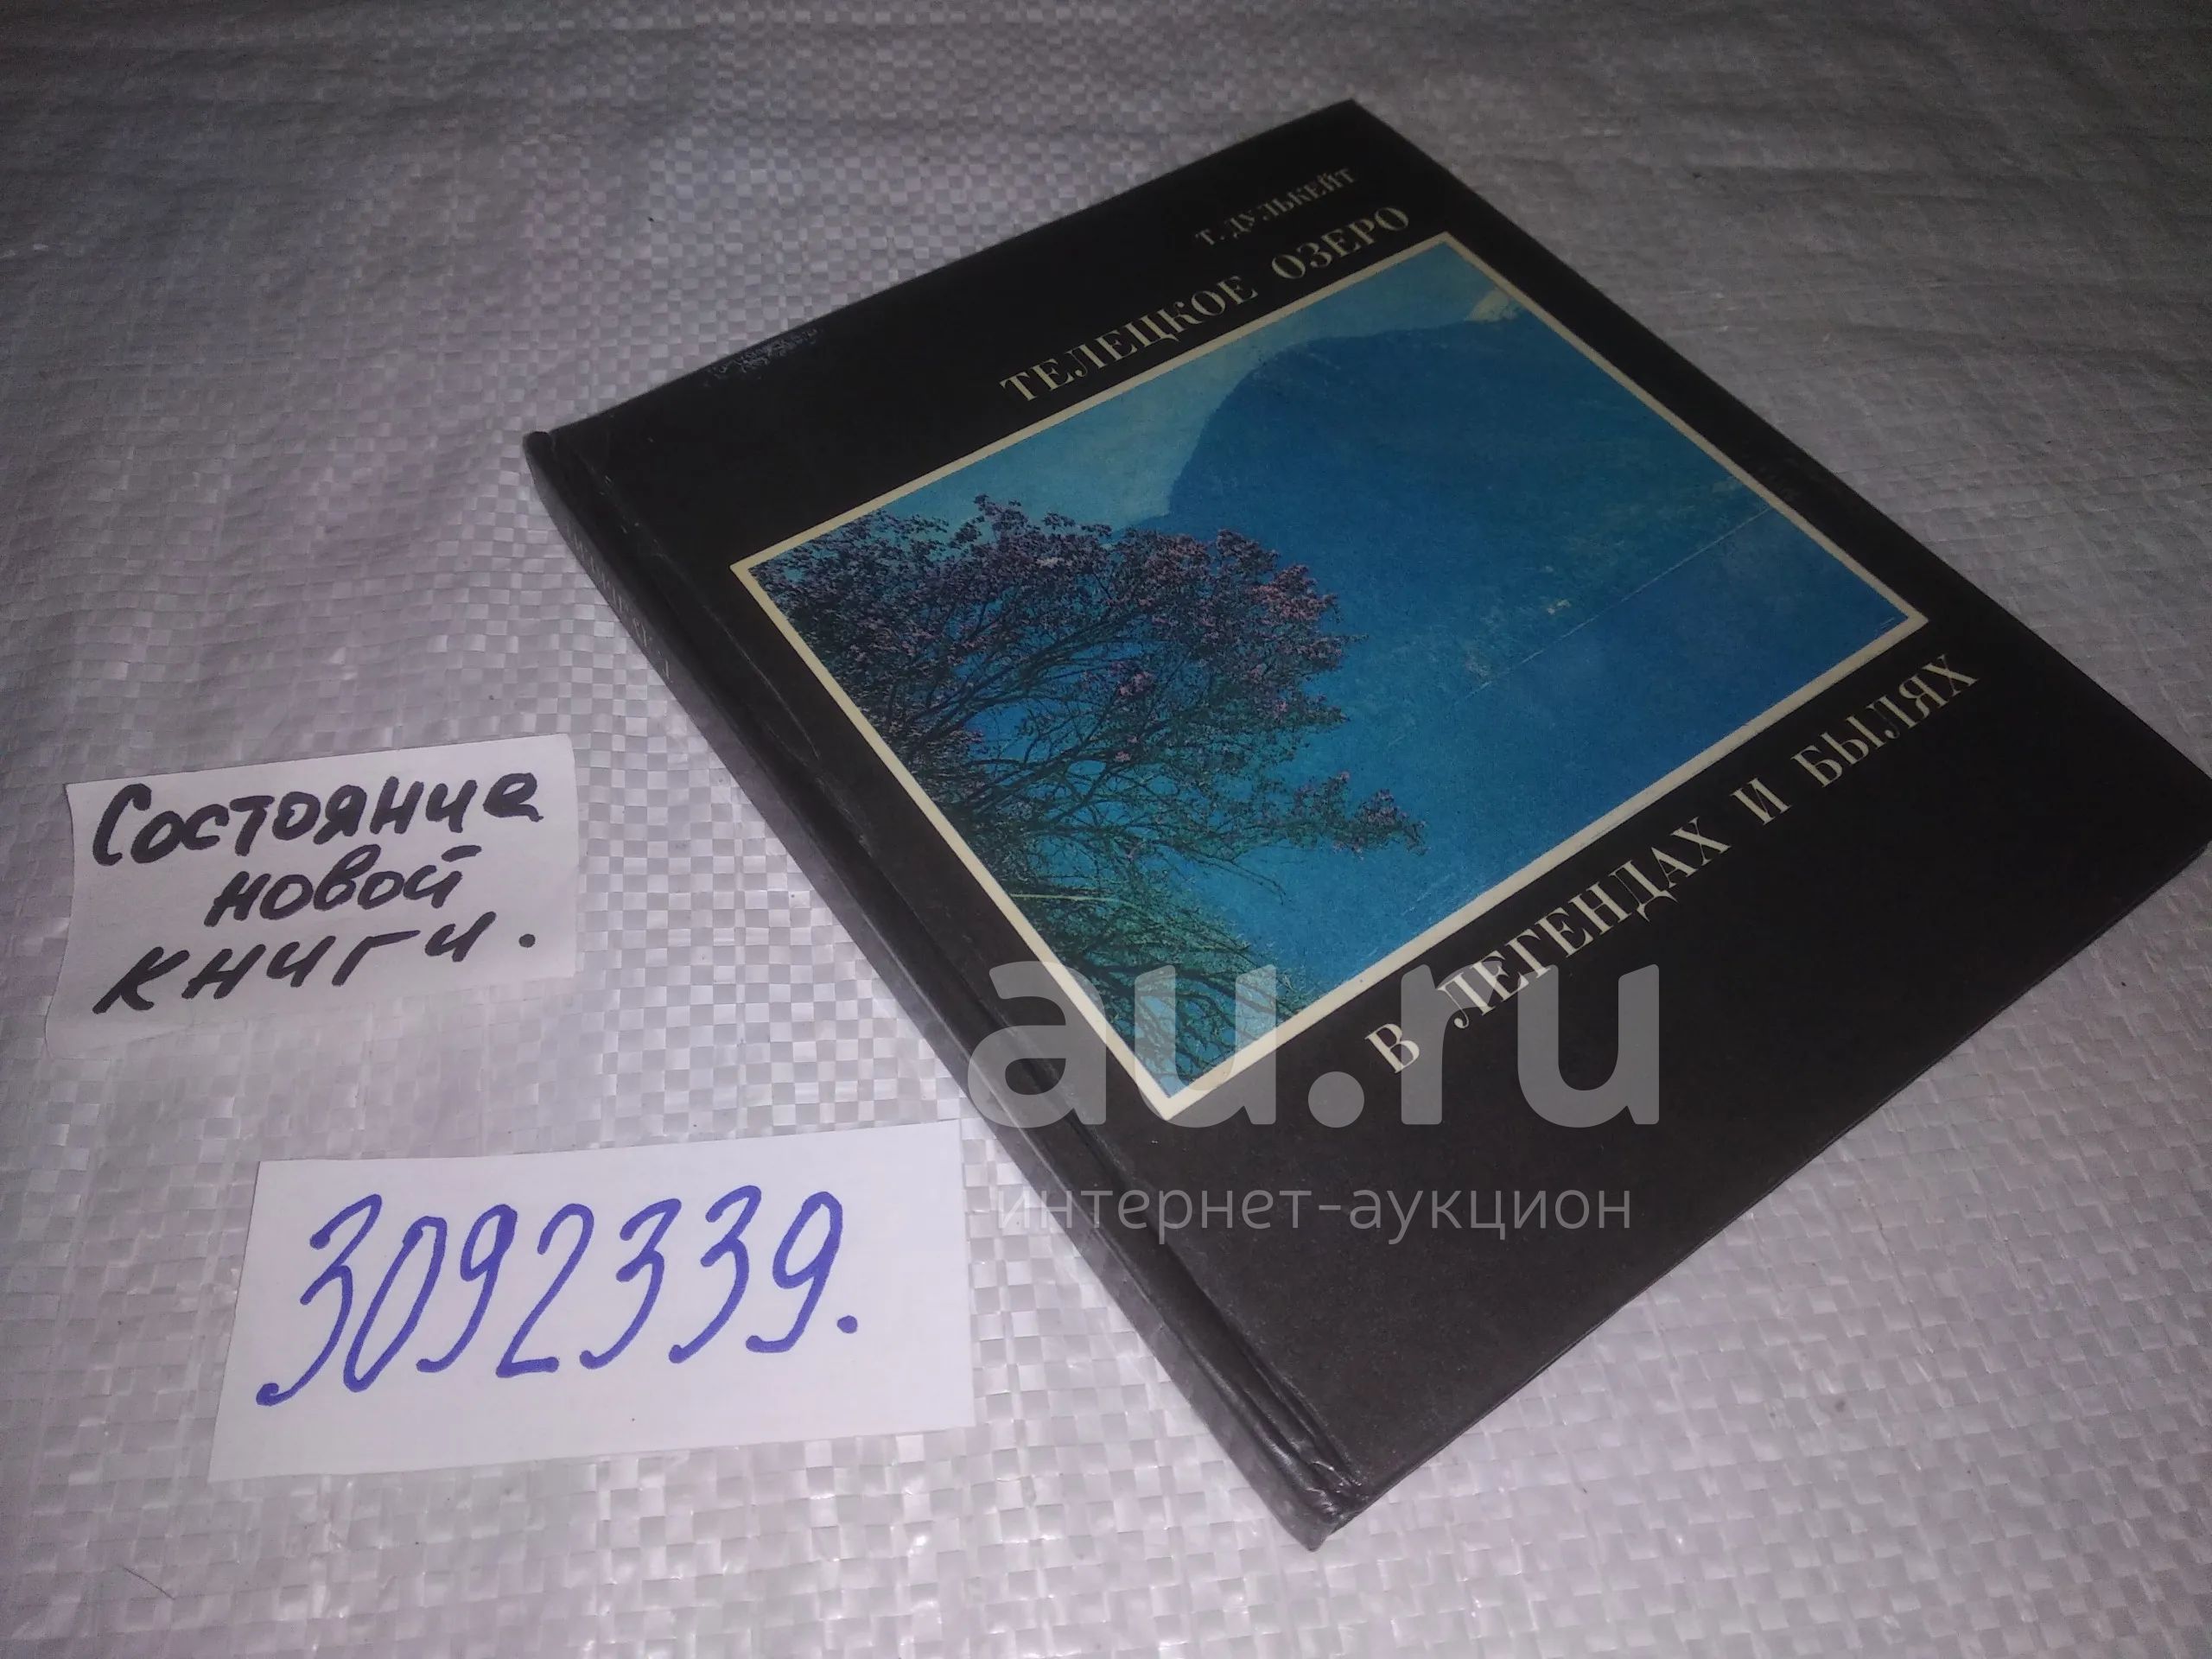 Т. ДУЛЬКЕЙТ
ТЕЛЕЦКОЕ ОЗЕРО
В ЛЕГЕНДАХ И БЫЛЯХ
Состояние
новой
книги.
3092339.
au.ru
интернет-аукцион